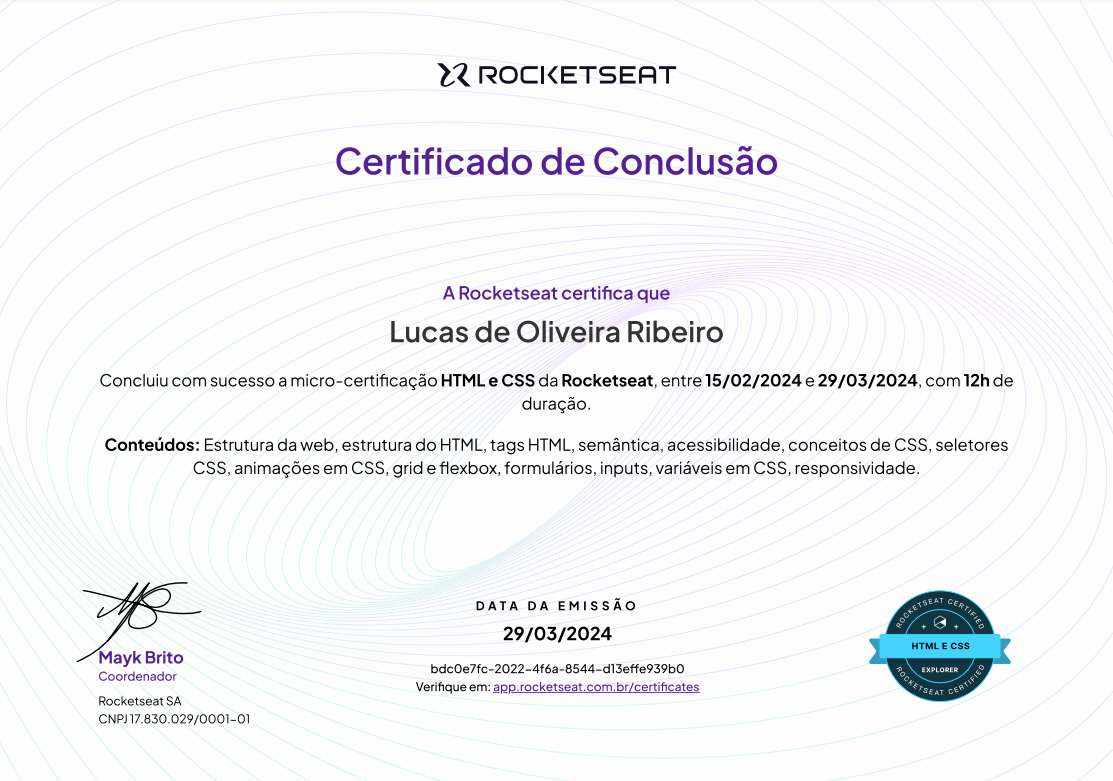 ROCKETSEAT
Certificado de Conclusão
A Rocketseat certifica que
Lucas de Oliveira Ribeiro
Concluiu com sucesso a micro-certificação HTML e CSS da Rocketseat, entre 15/02/2024 e 29/03/2024, com 12h de
duração.
Conteúdos: Estrutura da web, estrutura do HTML, tags HTML, semântica, acessibilidade, conceitos de CSS, seletores
CSS, animações em CSS, grid e flexbox, formulários, inputs, variáveis em CSS, responsividade.
Mayk Brito
Coordenador
Rocketseat SA
CNPJ 17.830.029/0001-01
DATA DA EMISSÃO
29/03/2024
bdc0e7fc-2022-4f6a-8544-d13effe939b0
Verifique em: app.rocketseat.com.br/certificates
ROCKETSEAT CERTIFIED
HTML E CSS
EXPLORER
ROCKETSEAT CERTIFIED